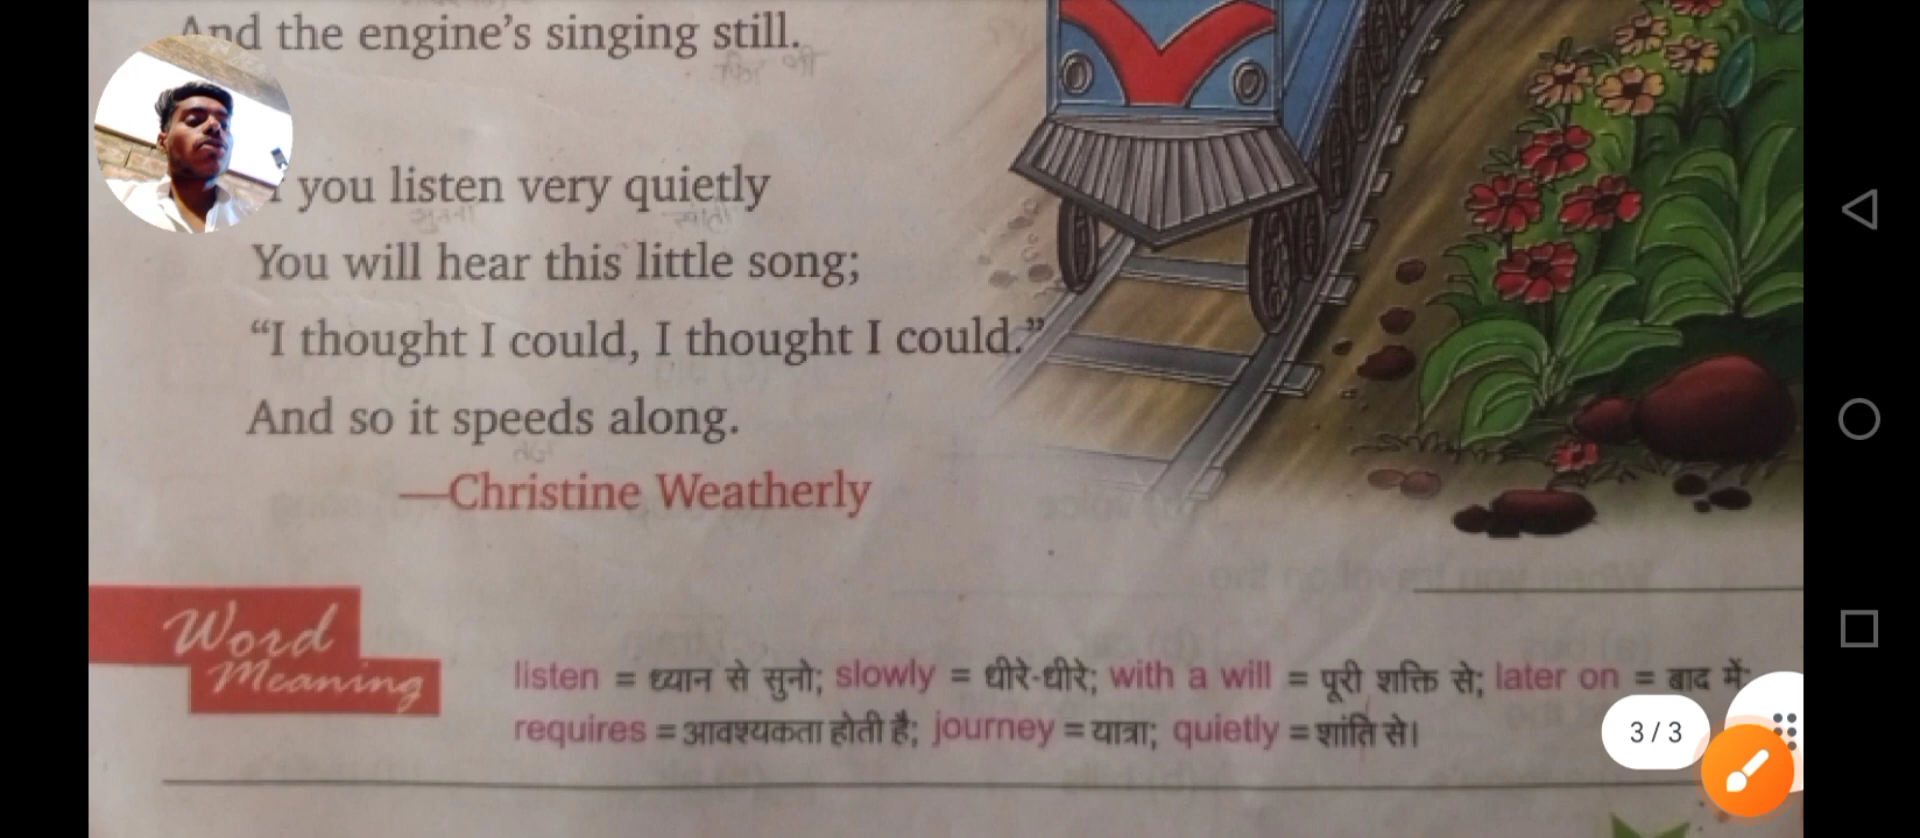 And the engine's singing still.
you listen very quietly
सुनना
You will hear this little song;
"I thought I could, I thought I could."
And so it speeds along.
तेज
—Christine Weatherly
Word
Meaning
listen = ध्यान से सुनो; slowly = धीरे-धीरे; with a will = पूरी शक्ति से; later on = बाद में;
requires = आवश्यकता होती है; journey = यात्रा; quietly = शांति से।
3 / 3